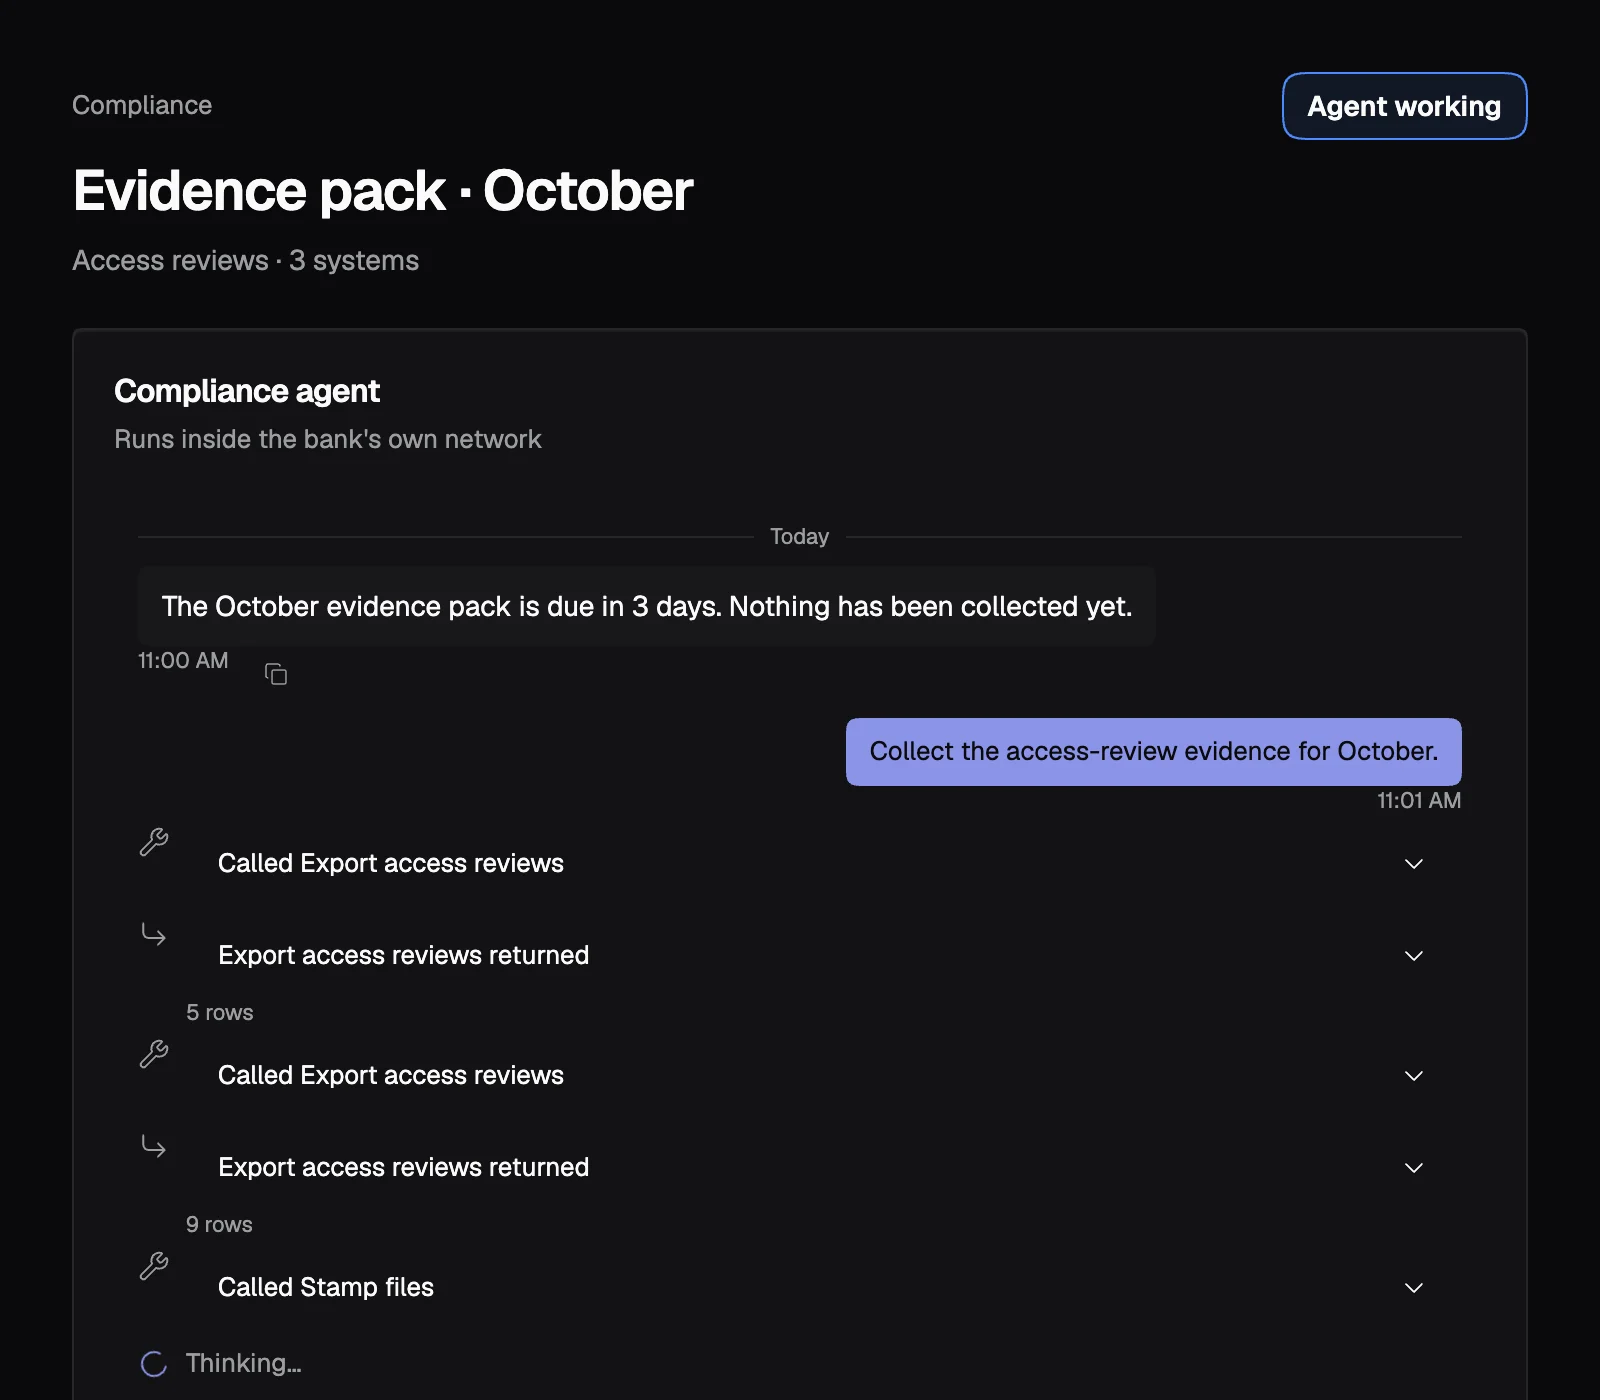 Compliance
Agent working
Evidence pack · October
Access reviews · 3 systems
Compliance agent
Runs inside the bank's own network
Today
The October evidence pack is due in 3 days. Nothing has been collected yet.
11:00 AM
Collect the access-review evidence for October.
11:01 AM
Called Export access reviews
Export access reviews returned
5 rows
Called Export access reviews
Export access reviews returned
9 rows
Called Stamp files
Thinking...